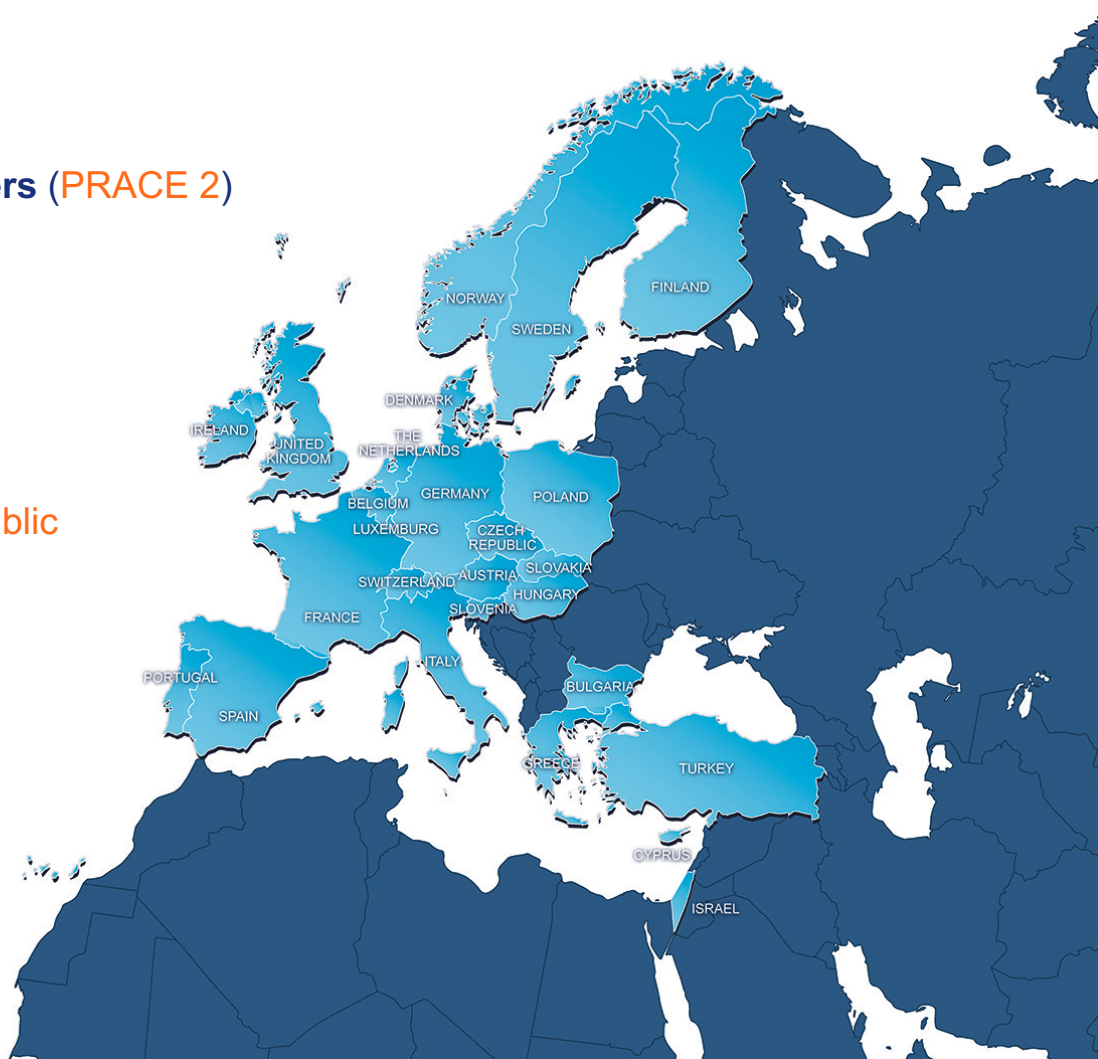 ers (PRACE 2)
NORWAY
FINLAND
SWEDEN
DENMARK
IRELAND
UNITED
KINGDOM
THE
NETHERLANDS
BELGIUM
GERMANY
POLAND
blic
LUXEMBURG
CZECH
REPUBLIC
SWITZERLAND
AUSTRIA
SLOVAKIA
HUNGARY
SLOVENIA
FRANCE
ITALY
PORTUGAL
SPAIN
BULGARIA
GREECE
TURKEY
CYPRUS
ISRAEL